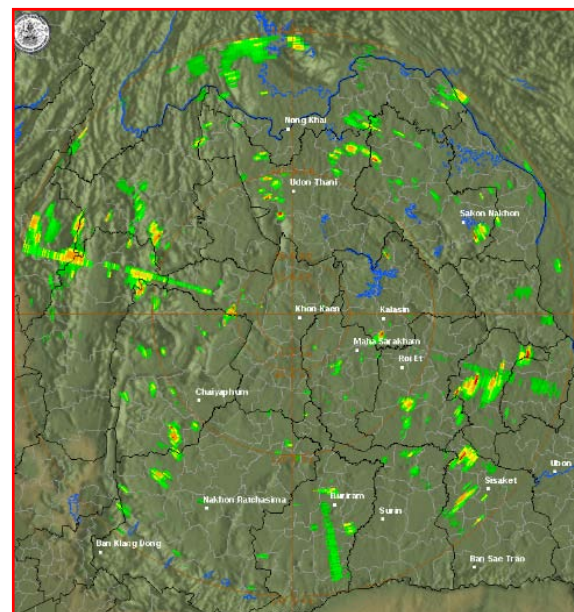 Nong Khai
Udon Thani
Sakon Nakhon
Khon Kaen
Kalasin
Maha Sarakham
Roi Et
Chaiyaphum
Ubon
Sisaket
Buriram
Nakhon Ratchasima
Surin
Ban Klang Dong
Ban Sae Trao